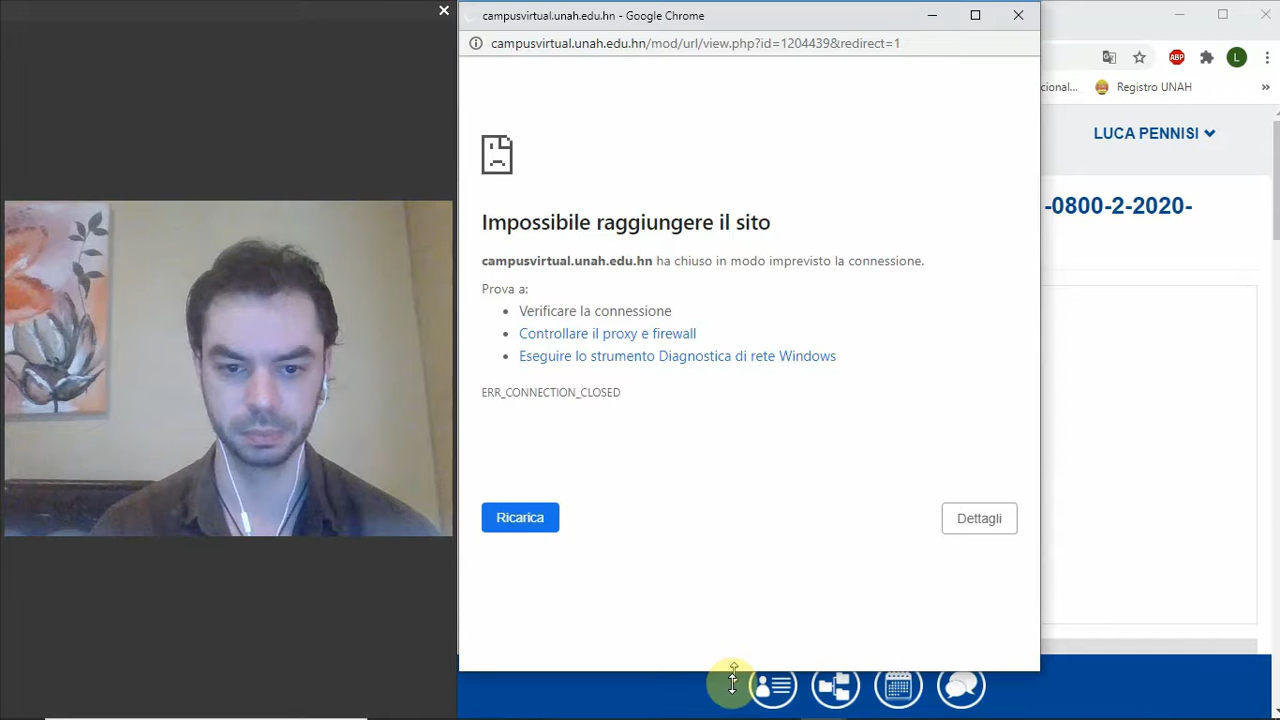 campusvirtual.unah.edu.hn - Google Chrome
campusvirtual.unah.edu.hn/mod/url/view.php?id=1204439&redirect=1
ABP
L
cional...
Registro UNAH
»
LUCA PENNISI
-0800-2-2020-
Impossibile raggiungere il sito
campusvirtual.unah.edu.hn ha chiuso in modo imprevisto la connessione.
Prova a:
• Verificare la connessione
• Controllare il proxy e firewall
• Eseguire lo strumento Diagnostica di rete Windows
ERR_CONNECTION_CLOSED
Ricarica
Dettagli